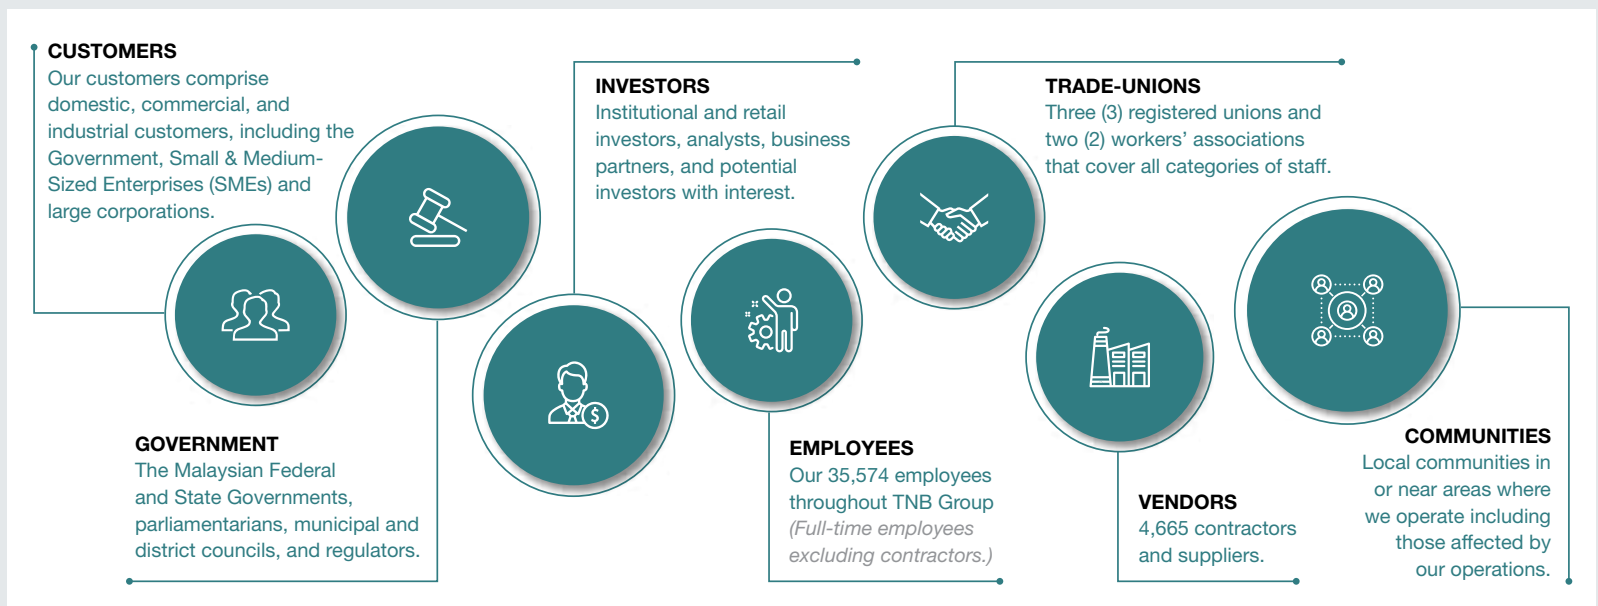 CUSTOMERS
Our customers comprise
domestic, commercial, and
industrial customers, including the
Government, Small & Medium-
Sized Enterprises (SMEs) and
large corporations.
GOVERNMENT
The Malaysian Federal
and State Governments,
parliamentarians, municipal and
district councils, and regulators.
INVESTORS
Institutional and retail
investors, analysts, business
partners, and potential
investors with interest.
EMPLOYEES
Our 35,574 employees
throughout TNB Group
(Full-time employees
excluding contractors.)
TRADE-UNIONS
Three (3) registered unions and
two (2) workers’ associations
that cover all categories of staff.
VENDORS
4,665 contractors
and suppliers.
COMMUNITIES
Local communities in
or near areas where
we operate including
those affected by
our operations.
$